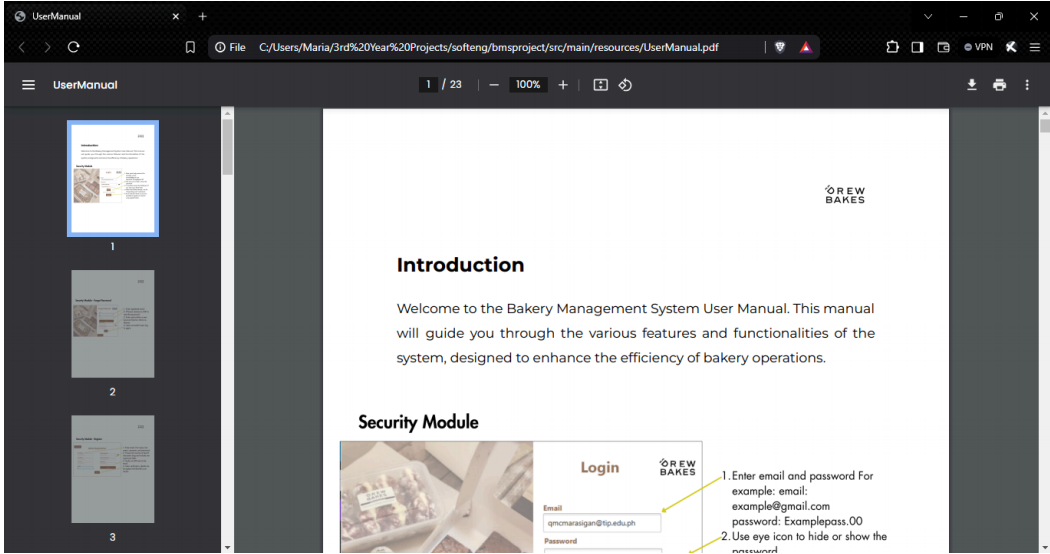 UserManual
File C:/Users/Maria/3rd%20Year%20Projects/softeng/bmsproject/src/main/resources/UserManual.pdf
VPN
UserManual
1 / 23
100%
1
2
3
OREW
BAKES
Introduction
Welcome to the Bakery Management System User Manual. This manual
will guide you through the various features and functionalities of the
system, designed to enhance the efficiency of bakery operations.
Security Module
Login
OREW
BAKES
Email
qmcmarasigan@tip.edu.ph
Password
1. Enter email and password For
example: email:
example@gmail.com
password: Examplepass.00
2. Use eye icon to hide or show the
password